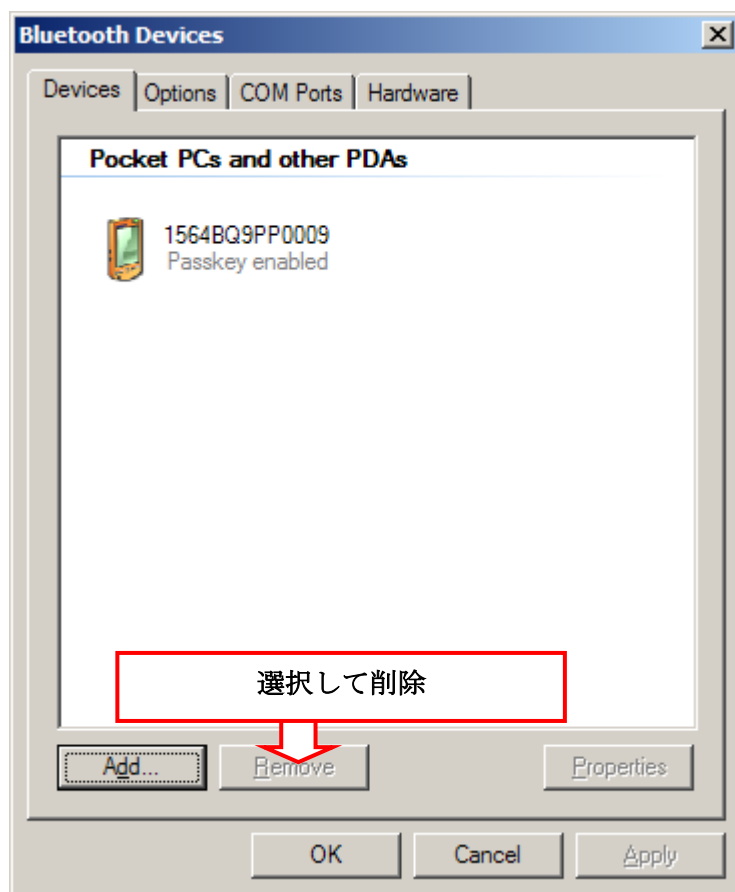 Bluetooth Devices
Devices Options COM Ports Hardware
Pocket PCs and other PDAs
1564BQ9PP0009
Passkey enabled
選択して削除
Add... Remove Properties
OK Cancel Apply